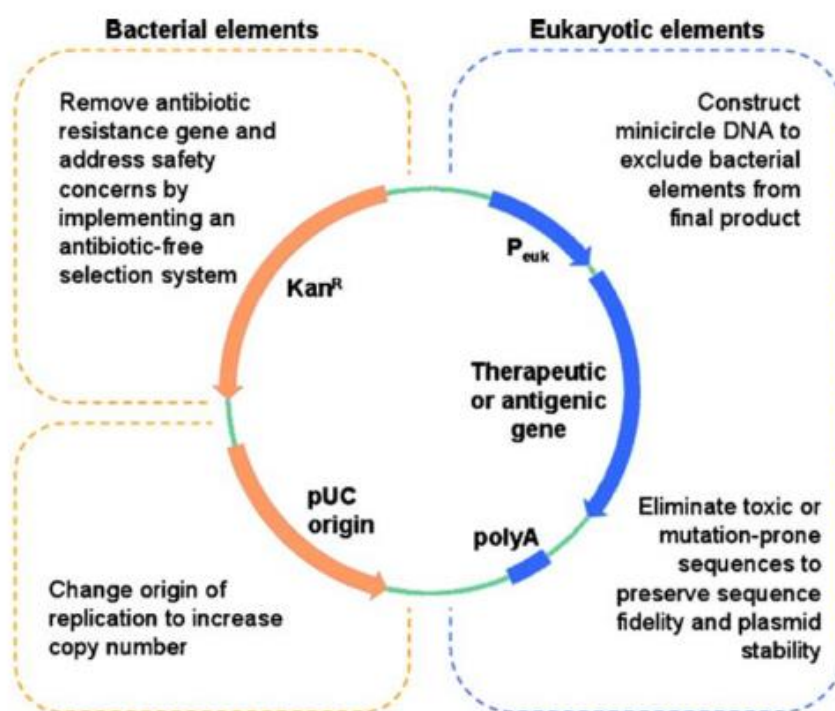 Bacterial elements
Remove antibiotic
resistance gene and
address safety
concerns by
implementing an
antibiotic-free
selection system
Kanᴿ
pUC
origin
Change origin of
replication to increase
copy number
Eukaryotic elements
Construct
minicircle DNA to
exclude bacterial
elements from
final product
Peuk
Therapeutic
or antigenic
gene
polyA
Eliminate toxic or
mutation-prone
sequences to
preserve sequence
fidelity and plasmid
stability